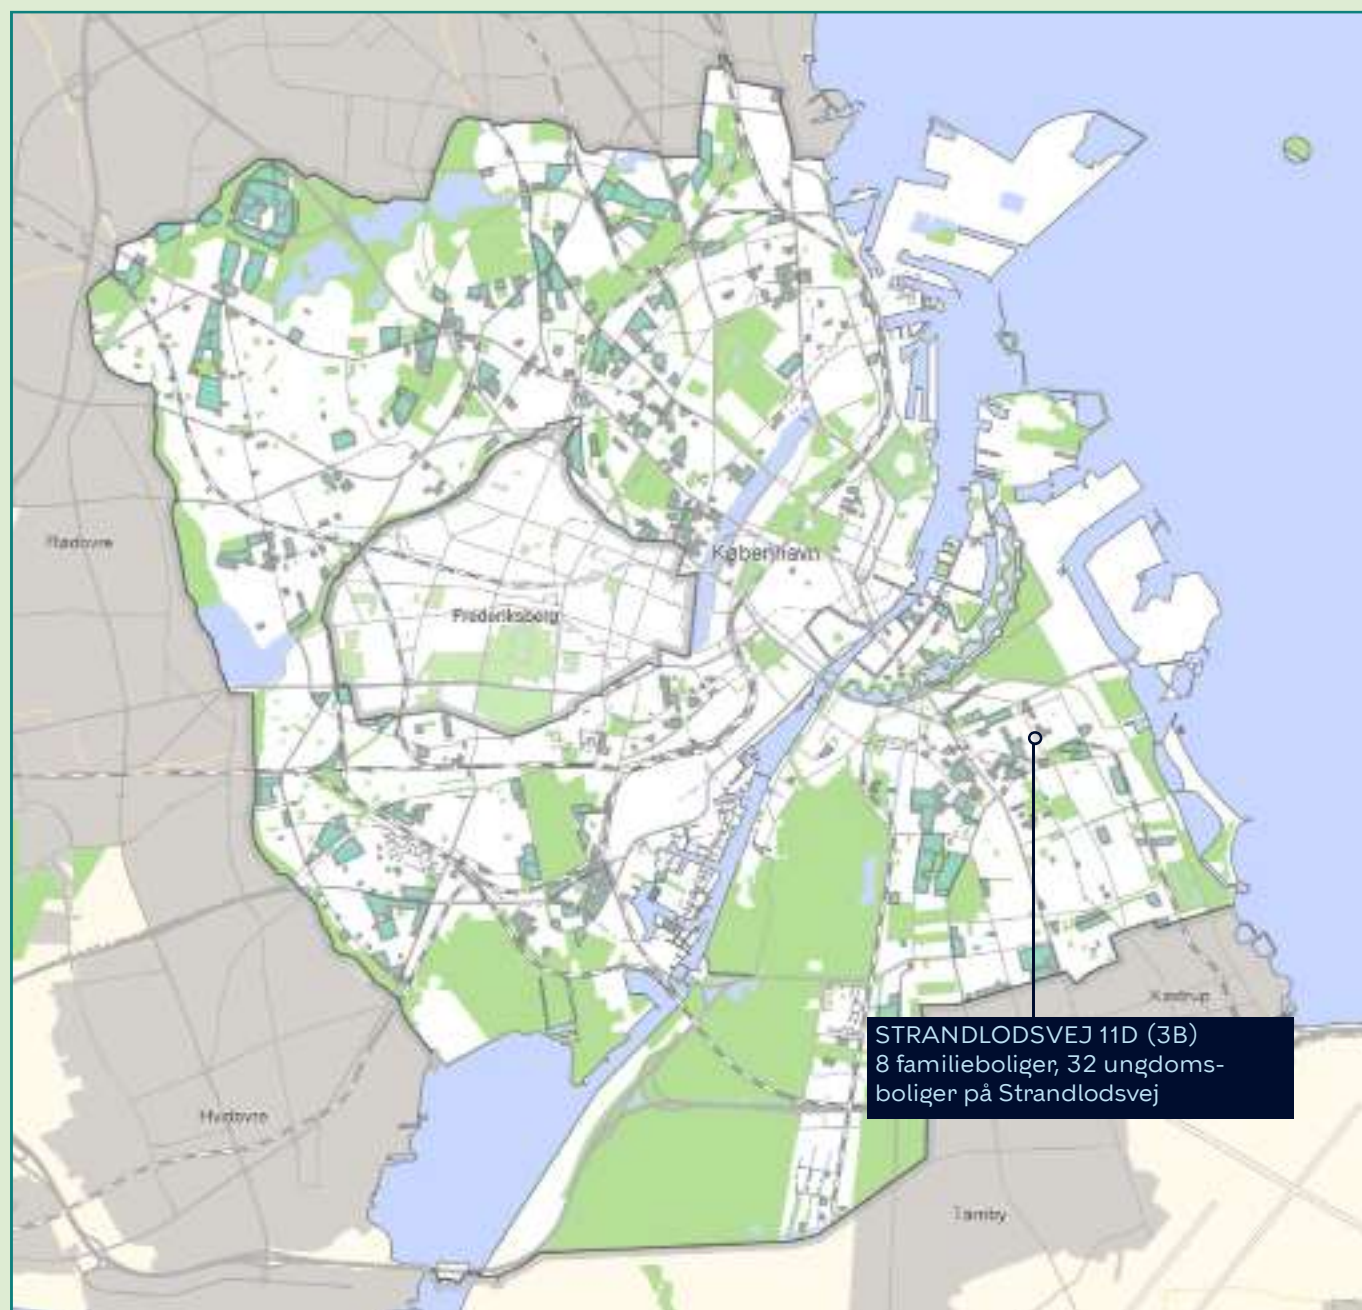 Rødovre
København
Frederiksberg
Kastrup
STRANDLODSVEJ 11D (3B)
8 familieboliger, 32 ungdoms-
boliger på Strandlodsvej
Hvidovre
Tårnby